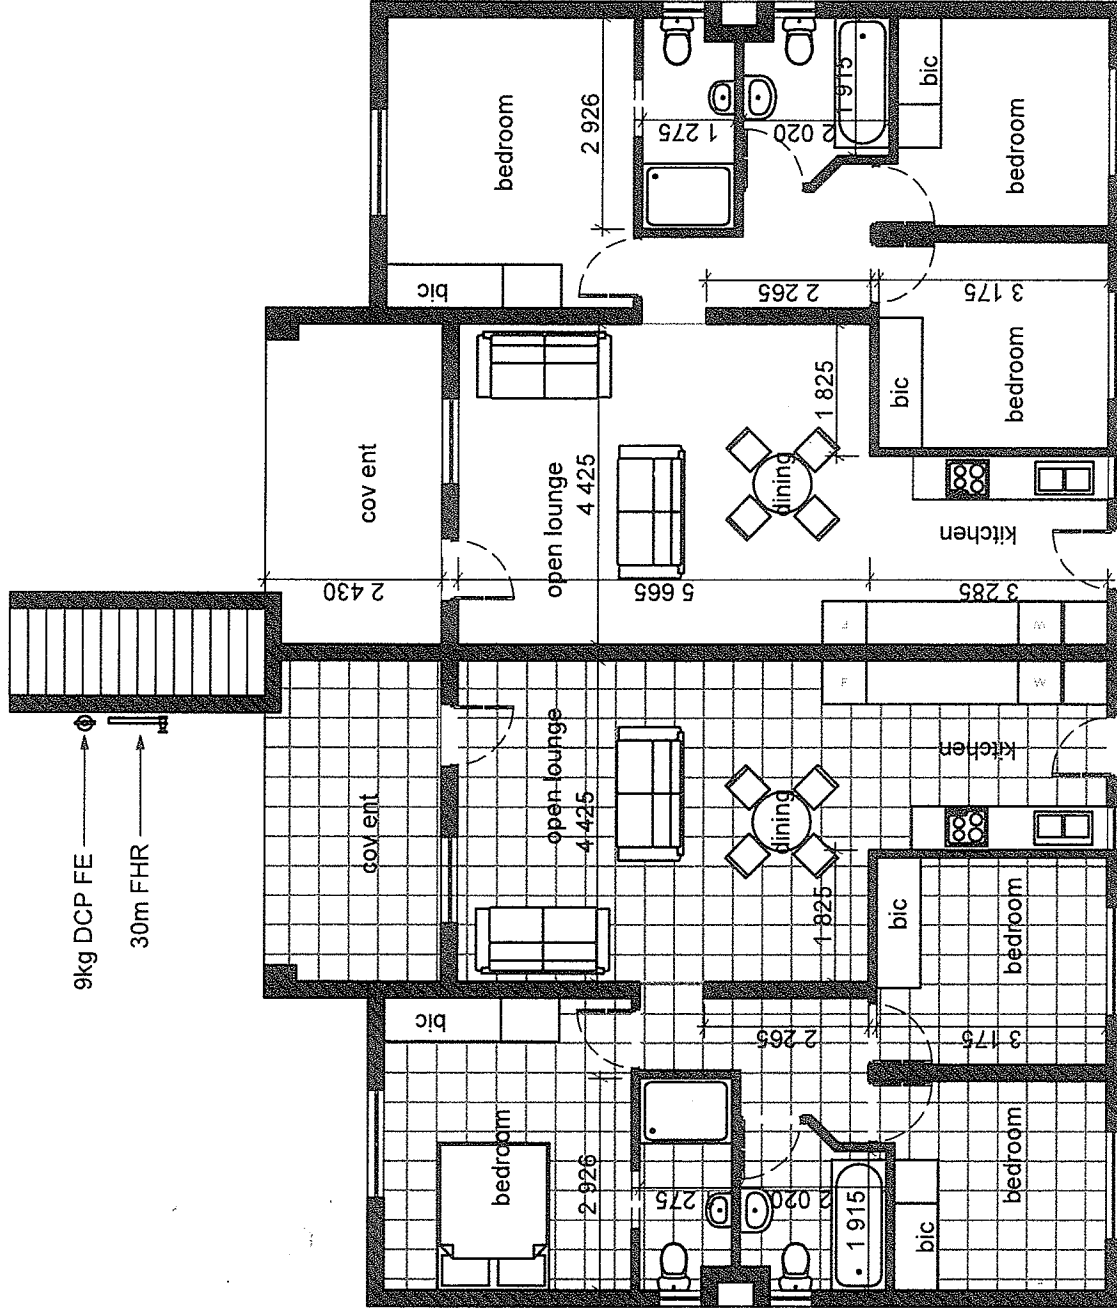 9kg DCP FE
30m FHR
bedroom
2 926
bic
1 275
2 020
1 915
bic
bedroom
bedroom
bic
3 175
2 265
1 825
cov ent
open lounge
4 425
dining
kitchen
F
W
2 430
5 665
3 285
cov ent
open lounge
4 425
dining
kitchen
F
W
1 825
bic
bedroom
3 175
2 265
bic
bedroom
2 926
275
2 020
1 915
bic
bedroom